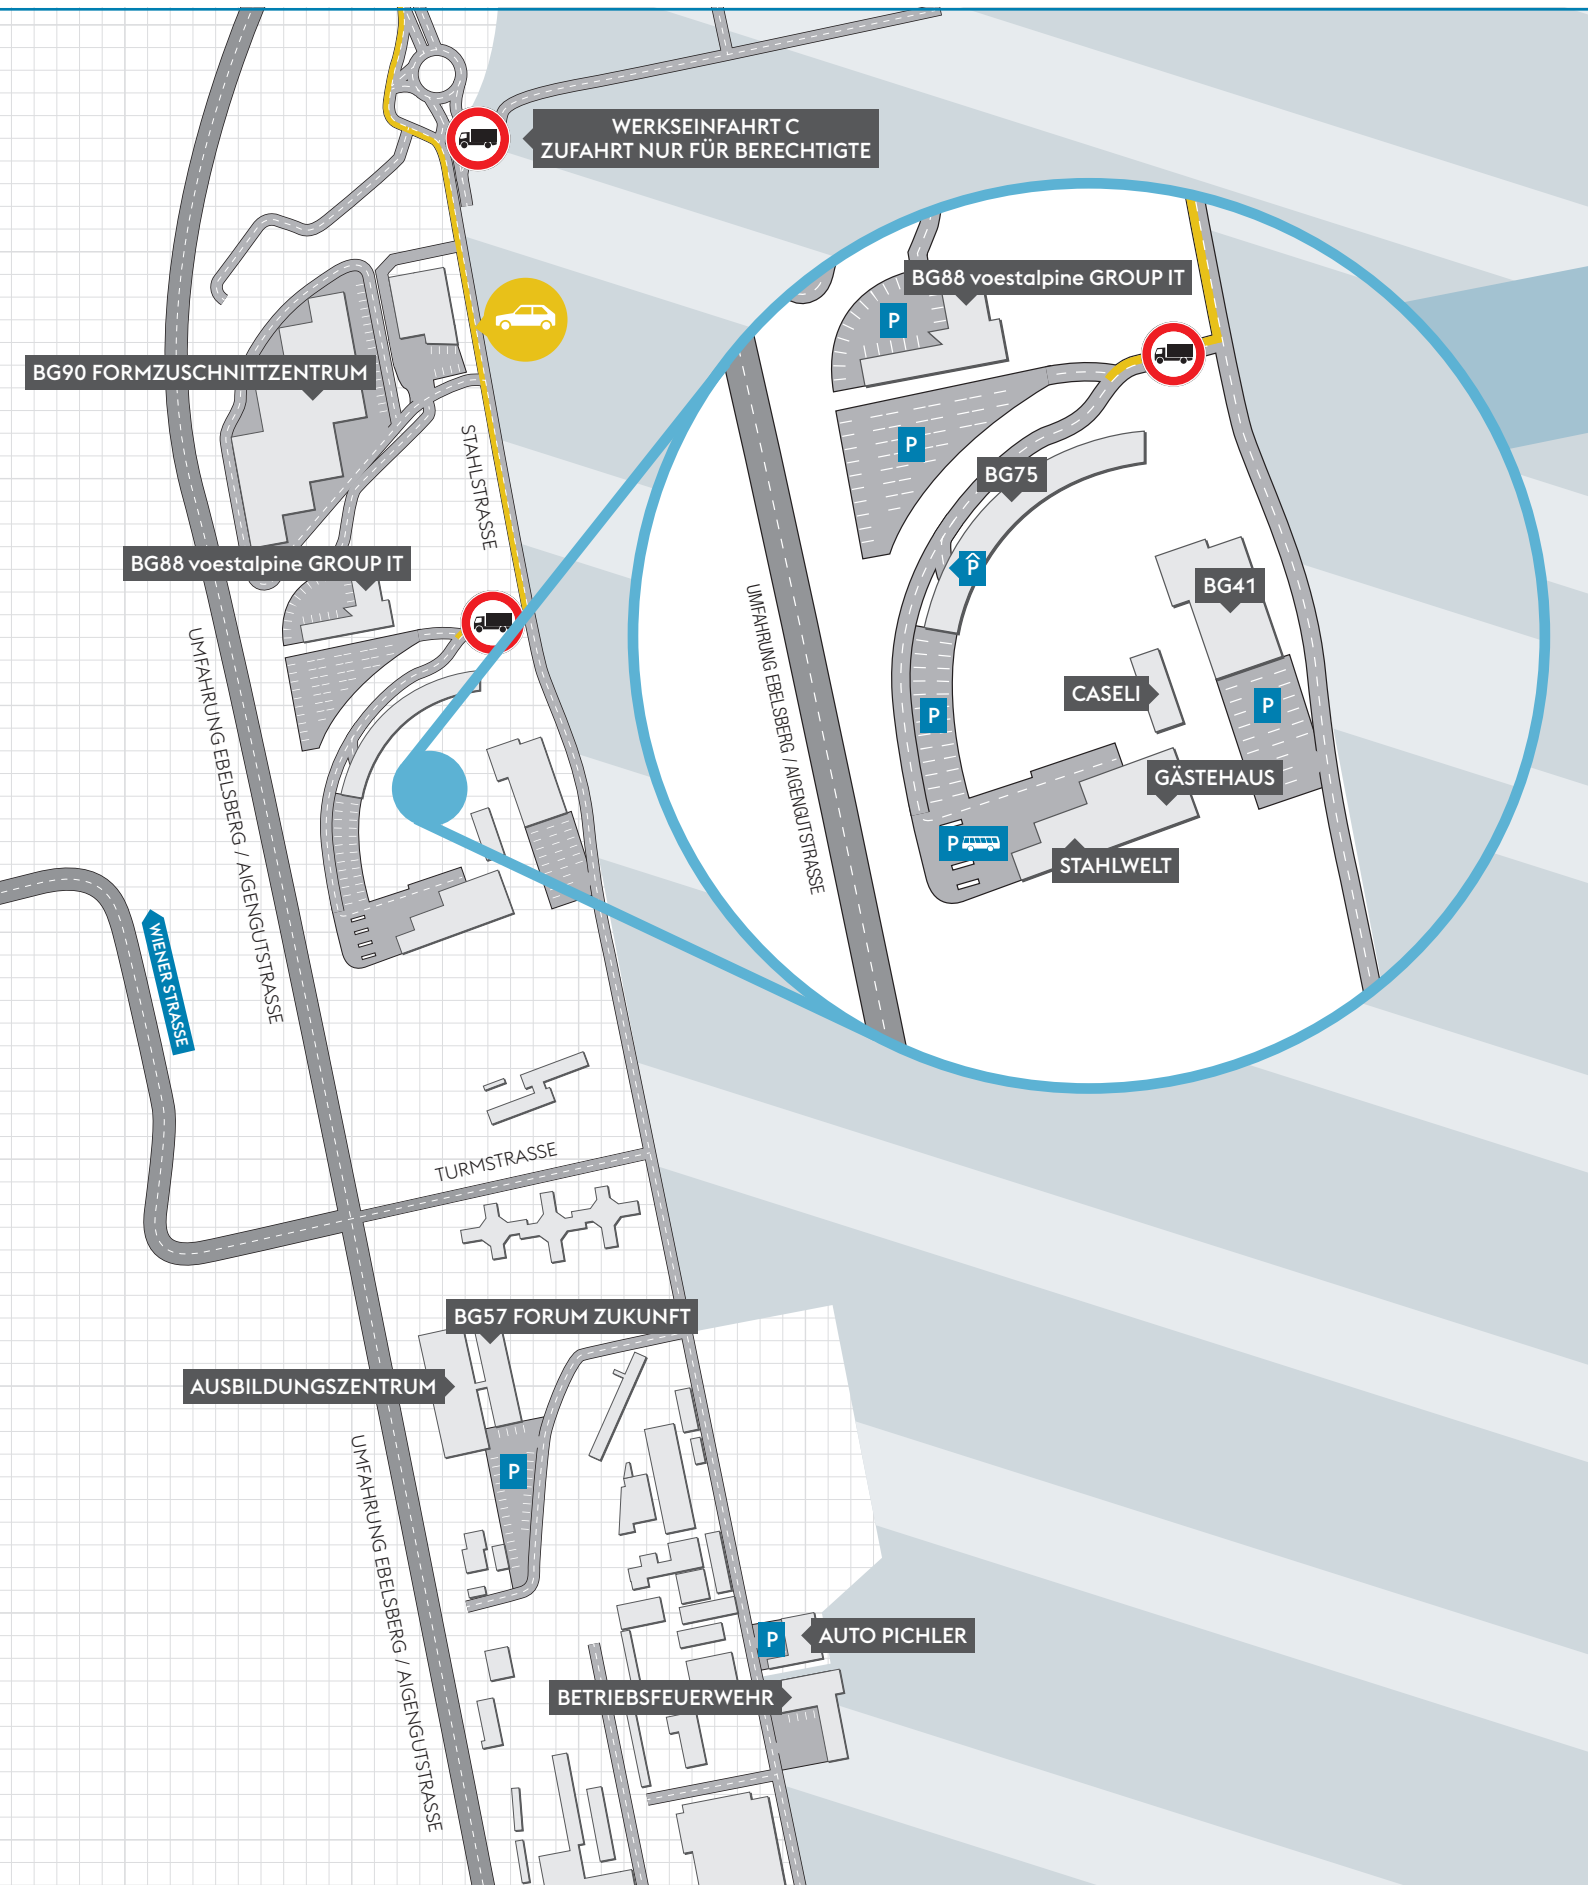 WERKSEINFAHRT C
ZUFAHRT NUR FÜR BERECHTIGTE
BG88 voestalpine GROUP IT
P
BG90 FORMZUSCHNITTZENTRUM
STAHLSTRASSE
P
BG75
BG88 voestalpine GROUP IT
P
BG41
UMFAHRUNG EBELSBERG / AIGENGUTSTRASSE
UMFAHRUNG EBELSBERG / AIGENGUTSTRASSE
CASELI
P
P
GÄSTEHAUS
P
STAHLWELT
WIENER STRASSE
TURMSTRASSE
BG57 FORUM ZUKUNFT
AUSBILDUNGSZENTRUM
P
UMFAHRUNG EBELSBERG / AIGENGUTSTRASSE
P
AUTO PICHLER
BETRIEBSFEUERWEHR